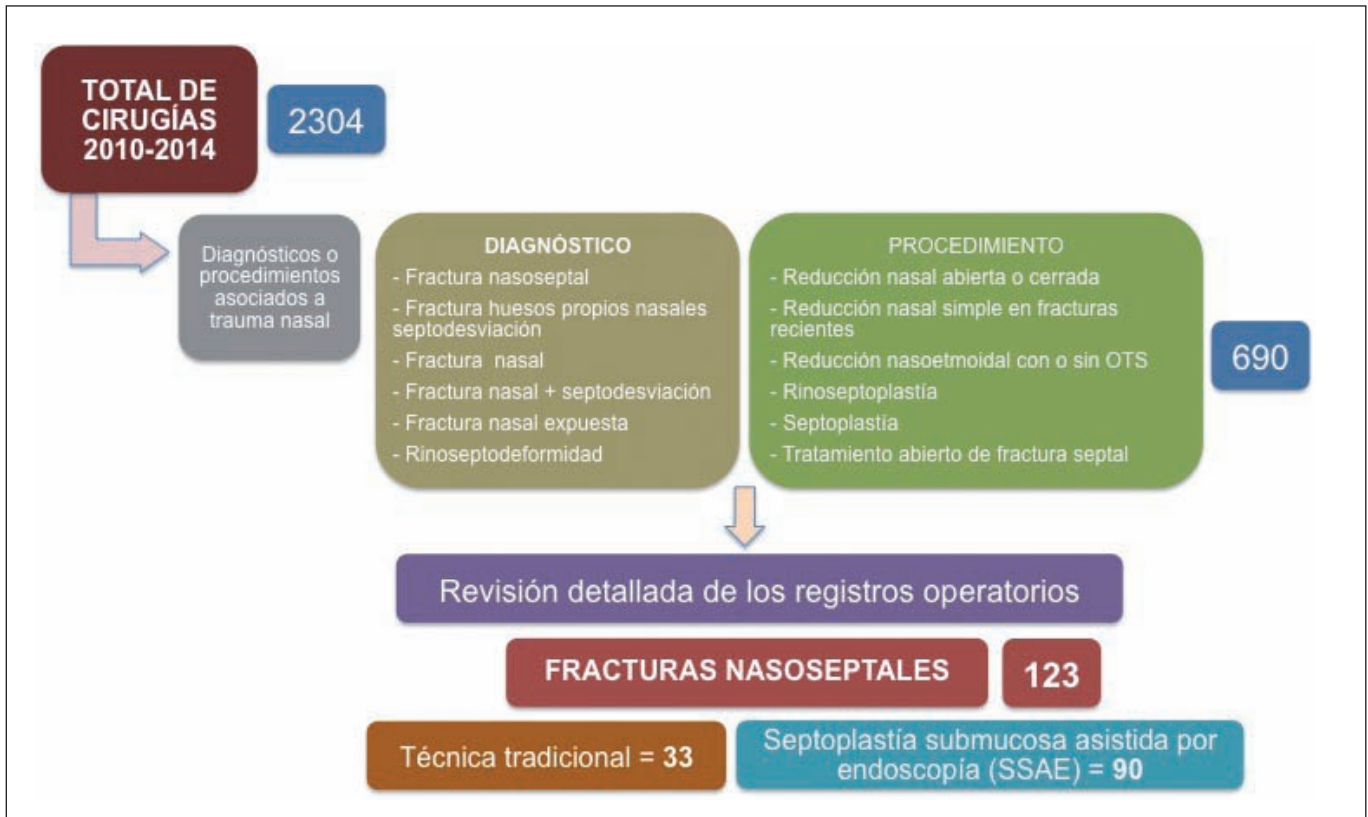 TOTAL DE
CIRUGÍAS
2010-2014
2304
Diagnósticos o
procedimientos
asociados a
trauma nasal
DIAGNÓSTICO
- Fractura nasoseptal
- Fractura huesos propios nasales
septodesviación
- Fractura nasal
- Fractura nasal + septodesviación
- Fractura nasal expuesta
- Rinoseptodeformidad
PROCEDIMIENTO
- Reducción nasal abierta o cerrada
- Reducción nasal simple en fracturas
recientes
- Reducción nasoetmoidal con o sin OTS
- Rinoseptoplastía
- Septoplastía
- Tratamiento abierto de fractura septal
690
Revisión detallada de los registros operatorios
FRACTURAS NASOSEPTALES
123
Técnica tradicional = 33
Septoplastía submucosa asistida por
endoscopía (SSAE) = 90